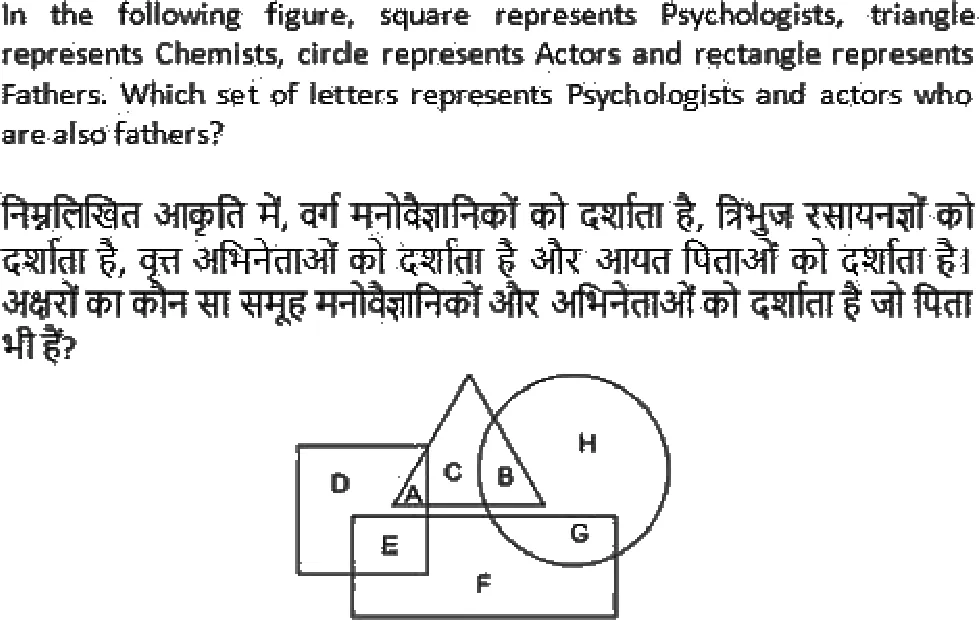 In the following figure, square represents Psychologists, triangle
represents Chemists, circle represents Actors and rectangle represents
Fathers. Which set of letters represents Psychologists and actors who
are also fathers?
निम्नलिखित आकृति में, वर्ग मनोवैज्ञानिकों को दर्शाता है, त्रिभुज रसायनज्ञों को
दर्शाता है, वृत्त अभिनेताओं को दर्शाता है और आयत पिताओं को दर्शाता है।
अक्षरों का कौन सा समूह मनोवैज्ञानिकों और अभिनेताओं को दर्शाता है जो पिता
भी हैं?
H
D
C
B
A
E
G
F